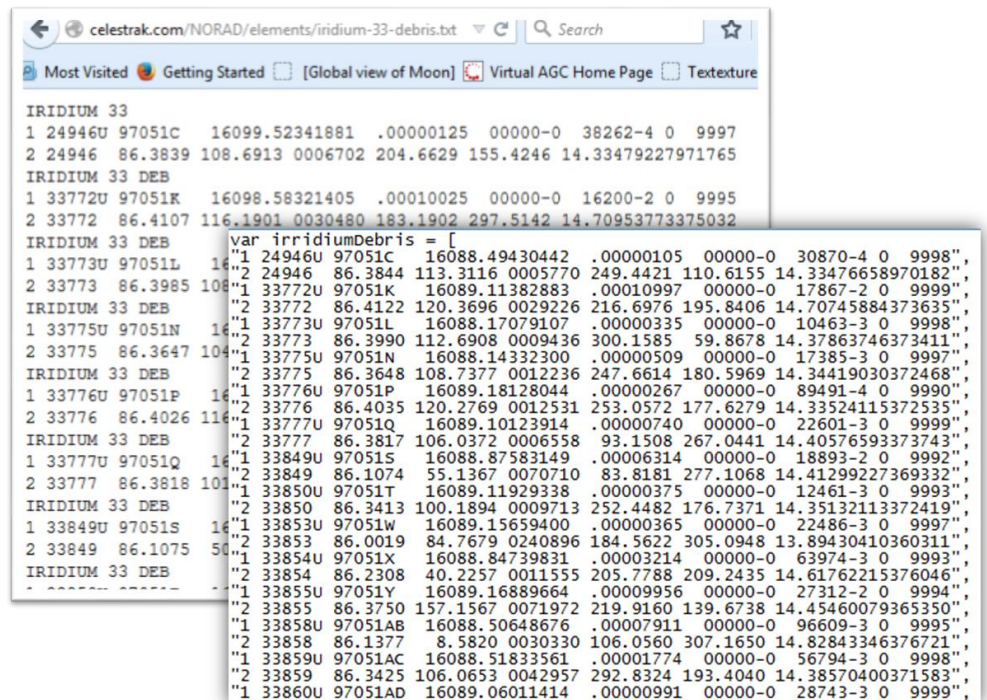 celestrak.com/NORAD/elements/iridium-33-debris.txt Search
Most Visited Getting Started [Global view of Moon] Virtual AGC Home Page Textexture
IRIDIUM 33
1 24946U 97051C   16099.52341881  .00000125  00000-0  38262-4 0  9997
2 24946  86.3839 108.6913 0006702 204.6629 155.4246 14.33479227971765
IRIDIUM 33 DEB
1 33772U 97051K   16098.58321405  .00010025  00000-0  16200-2 0  9995
2 33772  86.4107 116.1901 0030480 183.1902 297.5142 14.70953773375032
IRIDIUM 33 DEB
1 33773U 97051L   16
2 33773  86.3985 108
IRIDIUM 33 DEB
1 33775U 97051N   16
2 33775  86.3647 104
IRIDIUM 33 DEB
1 33776U 97051P   16
2 33776  86.4026 116
IRIDIUM 33 DEB
1 33777U 97051Q   16
2 33777  86.3818 101
IRIDIUM 33 DEB
1 33849U 97051S   16
2 33849  86.1075  50
IRIDIUM 33 DEB
var irridiumDebris = [
"1 24946U 97051C   16088.49430442  .00000105  00000-0  30870-4 0  9998",
"2 24946  86.3844 113.3116 0005770 249.4421 110.6155 14.33476658970182",
"1 33772U 97051K   16089.11382883  .00010997  00000-0  17867-2 0  9999",
"2 33772  86.4122 120.3696 0029226 216.6976 195.8406 14.70745884373635",
"1 33773U 97051L   16088.17079107  .00000335  00000-0  10463-3 0  9998",
"2 33773  86.3990 112.6908 0009436 300.1585  59.8678 14.37863746373411",
"1 33775U 97051N   16088.14332300  .00000509  00000-0  17385-3 0  9997",
"2 33775  86.3648 108.7377 0012236 247.6614 180.5969 14.34419030372468",
"1 33776U 97051P   16089.18128044  .00000267  00000-0  89491-4 0  9990",
"2 33776  86.4035 120.2769 0012531 253.0572 177.6279 14.33524115372535",
"1 33777U 97051Q   16089.10123914  .00000740  00000-0  22601-3 0  9999",
"2 33777  86.3817 106.0372 0006558  93.1508 267.0441 14.40576593373743",
"1 33849U 97051S   16088.87583149  .00006314  00000-0  18893-2 0  9992",
"2 33849  86.1074  55.1367 0070710  83.8181 277.1068 14.41299227369332",
"1 33850U 97051T   16089.11929338  .00000375  00000-0  12461-3 0  9993",
"2 33850  86.3413 100.1894 0009713 252.4482 176.7371 14.35132113372419",
"1 33853U 97051W   16089.15659400  .00000365  00000-0  22486-3 0  9997",
"2 33853  86.0019  84.7679 0240896 184.5622 305.0948 13.89430410360311",
"1 33854U 97051X   16088.84739831  .00003214  00000-0  63974-3 0  9993",
"2 33854  86.2308  40.2257 0011555 205.7788 209.2435 14.61762215376046",
"1 33855U 97051Y   16089.16889664  .00009956  00000-0  27312-2 0  9994",
"2 33855  86.3750 157.1567 0071972 219.9160 139.6738 14.45460079365350",
"1 33858U 97051AB  16088.50648676  .00007911  00000-0  96609-3 0  9995",
"2 33858  86.1377   8.5820 0030330 106.0560 307.1650 14.82843346376721",
"1 33859U 97051AC  16088.51833561  .00001774  00000-0  56794-3 0  9998",
"2 33859  86.3425 106.0653 0042957 292.8324 193.4040 14.38570400364583",
"1 33860U 97051AD  16089.06011414  .00000991  00000-0  28743-3 0  9999",